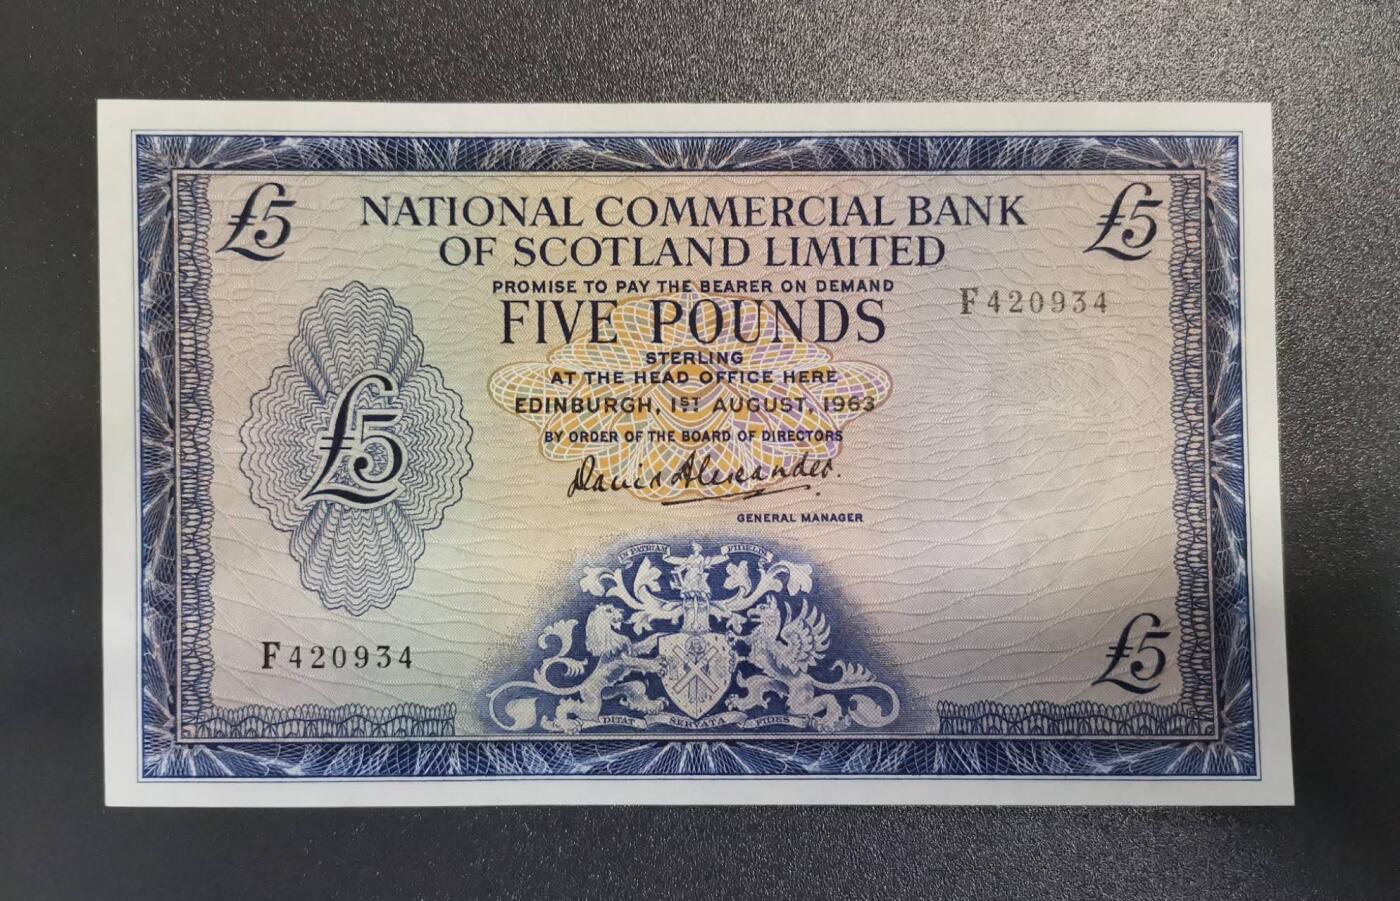 £5
NATIONAL COMMERCIAL BANK
£5
OF SCOTLAND LIMITED
PROMISE TO PAY THE BEARER ON DEMAND
F 420934
FIVE POUNDS
STERLING
AT THE HEAD OFFICE HERE
EDINBURGH, 1ST AUGUST, 1963
BY ORDER OF THE BOARD OF DIRECTORS
£5
David Alexander.
GENERAL MANAGER
IN PATRIAM FIDELIS
F 420934
£5
DITAT SERVATA FIDES